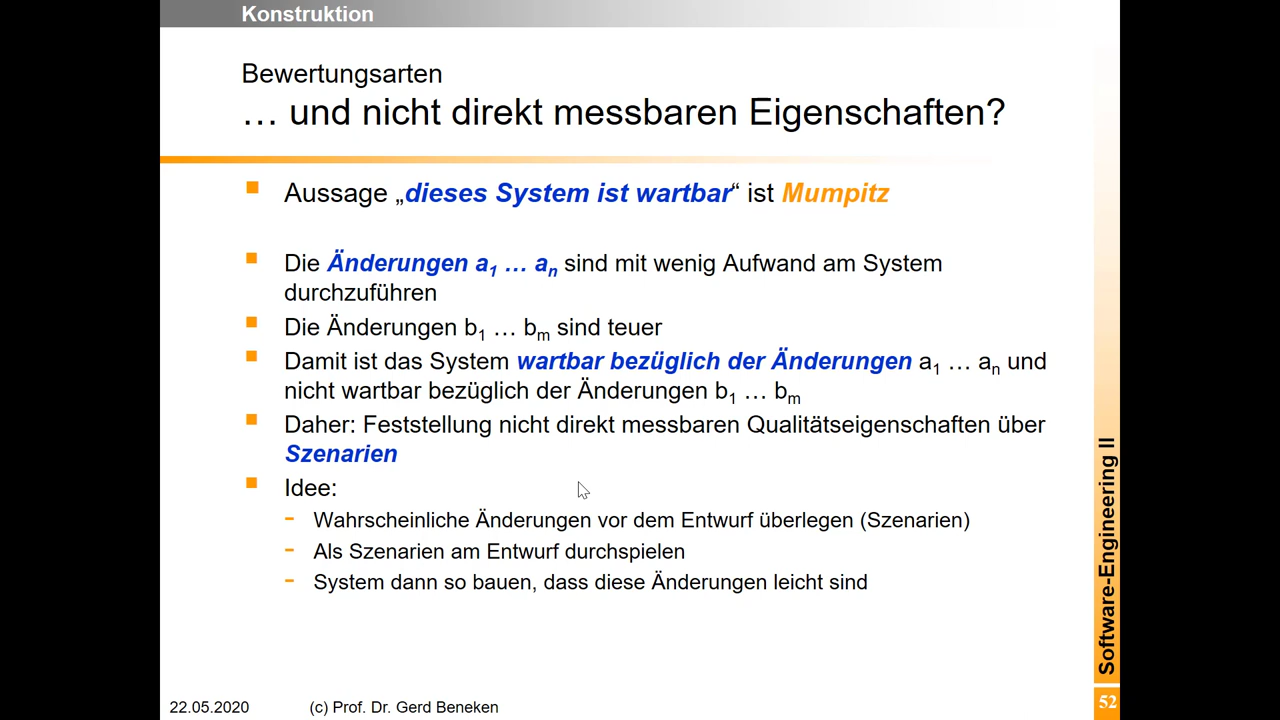 Konstruktion
Bewertungsarten
… und nicht direkt messbaren Eigenschaften?
Aussage „dieses System ist wartbar“ ist Mumpitz
Die Änderungen a1 … an sind mit wenig Aufwand am System
durchzuführen
Die Änderungen b1 … bm sind teuer
Damit ist das System wartbar bezüglich der Änderungen a1 … an und
nicht wartbar bezüglich der Änderungen b1 … bm
Daher: Feststellung nicht direkt messbaren Qualitätseigenschaften über
Szenarien
Idee:
- Wahrscheinliche Änderungen vor dem Entwurf überlegen (Szenarien)
- Als Szenarien am Entwurf durchspielen
- System dann so bauen, dass diese Änderungen leicht sind
Software-Engineering II
22.05.2020
(c) Prof. Dr. Gerd Beneken
52